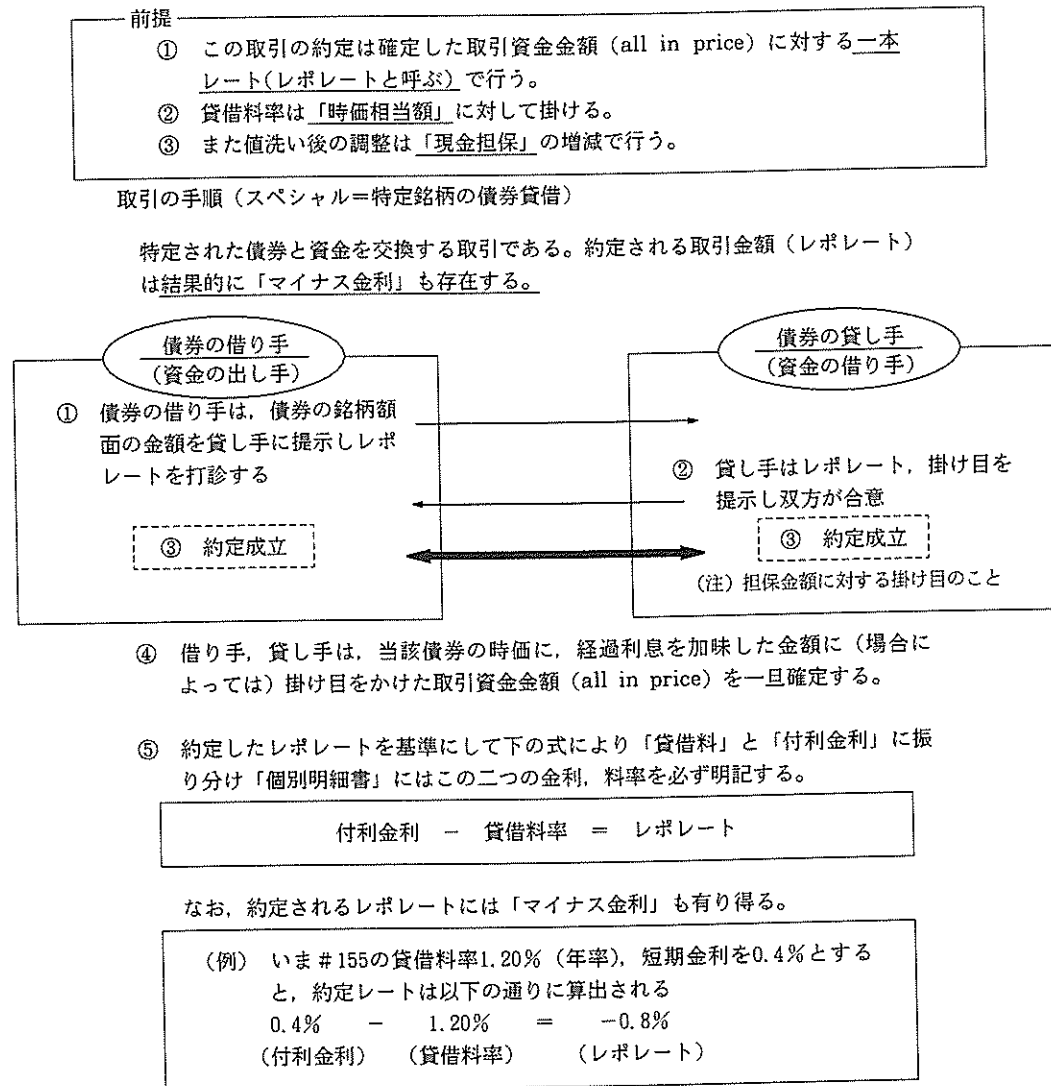 前提
① この取引の約定は確定した取引資金金額(all in price)に対する一本
レート(レポレートと呼ぶ)で行う。
② 貸借料率は「時価相当額」に対して掛ける。
③ また値洗い後の調整は「現金担保」の増減で行う。
取引の手順(スペシャル=特定銘柄の債券貸借)
特定された債券と資金を交換する取引である。約定される取引金額(レポレート)
は結果的に「マイナス金利」も存在する。
債券の借り手
(資金の出し手)
① 債券の借り手は,債券の銘柄額
面の金額を貸し手に提示しレポ
レートを打診する
③ 約定成立
債券の貸し手
(資金の借り手)
② 貸し手はレポレート,掛け目を
提示し双方が合意
③ 約定成立
(注)担保金額に対する掛け目のこと
④ 借り手,貸し手は,当該債券の時価に,経過利息を加味した金額に(場合に
よっては)掛け目をかけた取引資金金額(all in price)を一旦確定する。
⑤ 約定したレポレートを基準にして下の式により「貸借料」と「付利金利」に振
り分け「個別明細書」にはこの二つの金利,料率を必ず明記する。
付利金利 − 貸借料率 = レポレート
なお,約定されるレポレートには「マイナス金利」も有り得る。
(例) いま#155の貸借料率1.20%(年率),短期金利を0.4%とする
と,約定レートは以下の通りに算出される
0.4% − 1.20% = −0.8%
(付利金利) (貸借料率) (レポレート)